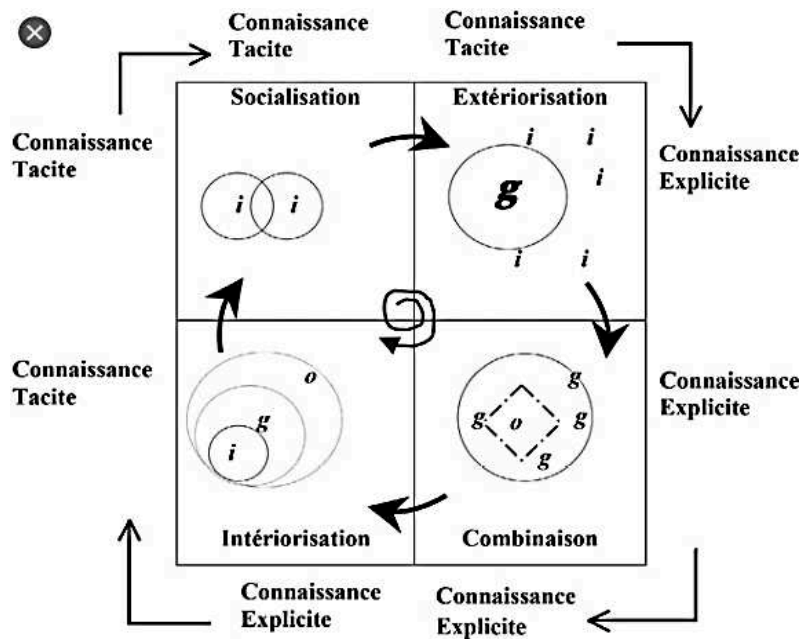 Connaissance
Tacite
Connaissance
Tacite
Socialisation
Extériorisation
Connaissance
Tacite
Connaissance
Explicite
i
i
g
i
i
i
i
i
Connaissance
Tacite
Connaissance
Explicite
o
g
i
g
g
o
g
g
Intériorisation
Combinaison
Connaissance
Explicite
Connaissance
Explicite